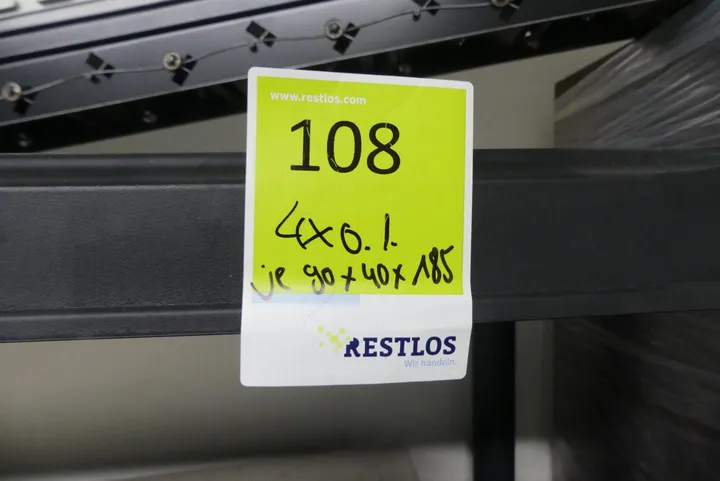 www.restlos.com
108
4x o. l.
je 90x40x185
RESTLOS
Wir handeln.